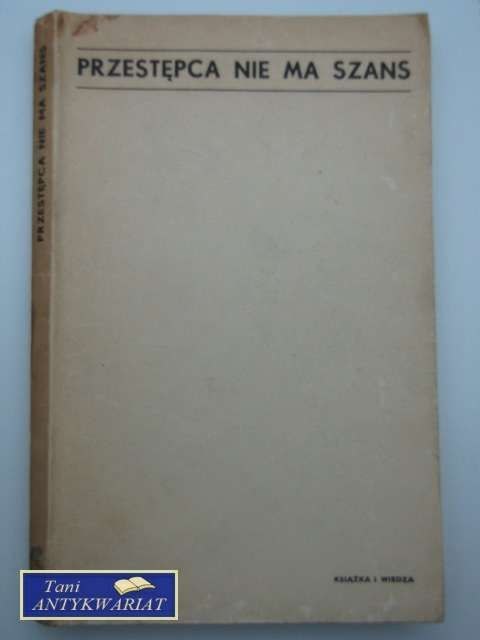 PRZESTĘPCA NIE MA SZANS
PRZESTĘPCA NIE MA SZANS
KSIĄŻKA I WIEDZA
Tani
ANTYKWARIAT